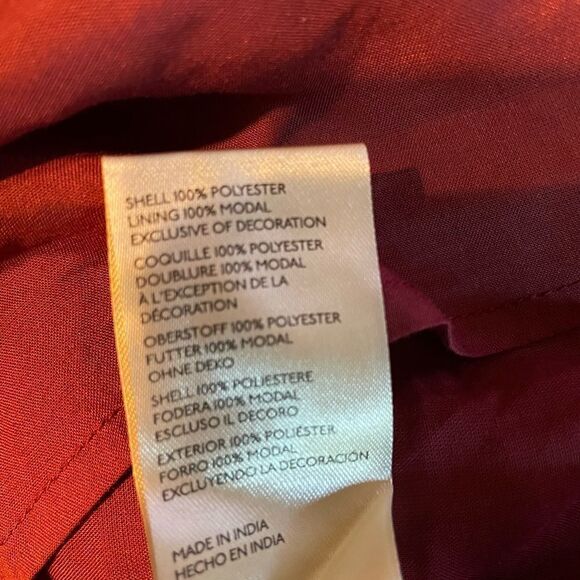 SHELL 100% POLYESTER
LINING 100% MODAL
EXCLUSIVE OF DECORATION
COQUILLE 100% POLYESTER
DOUBLURE 100% MODAL
À L'EXCEPTION DE LA
DÉCORATION
OBERSTOFF 100% POLYESTER
FUTTER 100% MODAL
OHNE DEKO
SHELL 100% POLIESTERE
FODERA 100% MODAL
ESCLUSO IL DECORO
EXTERIOR 100% POLIÉSTER
FORRO 100% MODAL
EXCLUYENDO LA DECORACIÓN
MADE IN INDIA
HECHO EN INDIA